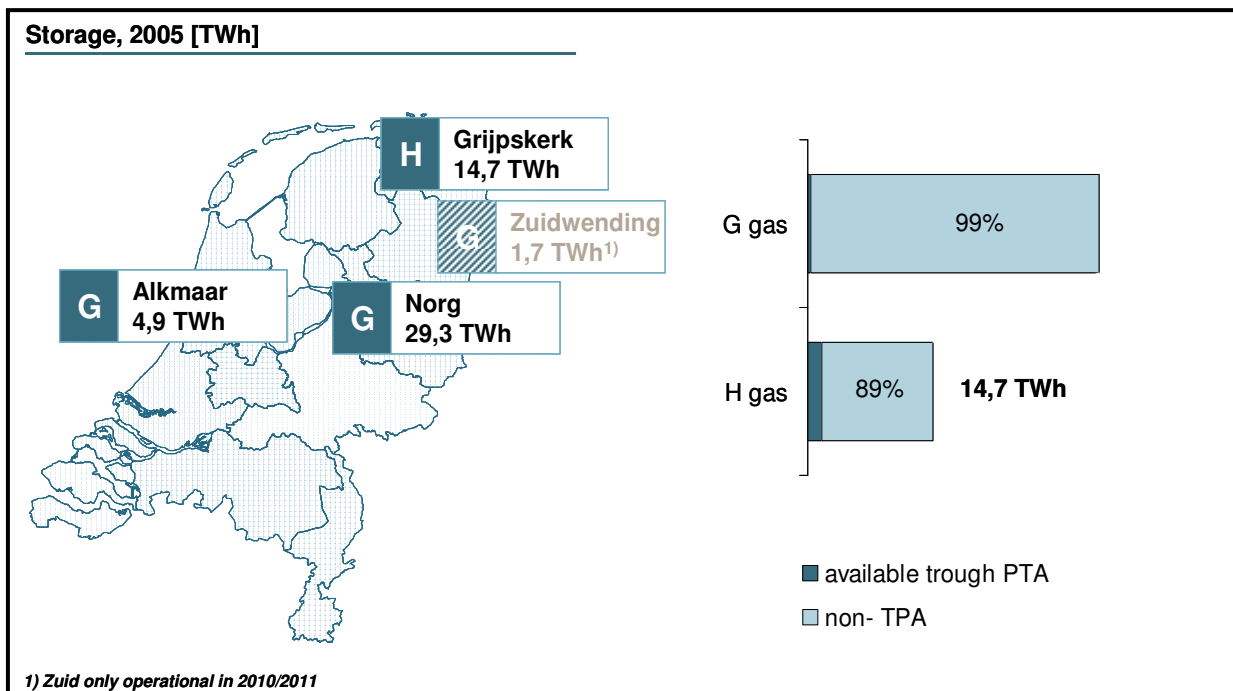 Storage, 2005 [TWh]
H
Grijpskerk
14,7 TWh
G
Zuidwending
1,7 TWh1)
G
Alkmaar
4,9 TWh
G
Norg
29,3 TWh
G gas
99%
H gas
89%
14,7 TWh
available trough PTA
non- TPA
1) Zuid only operational in 2010/2011